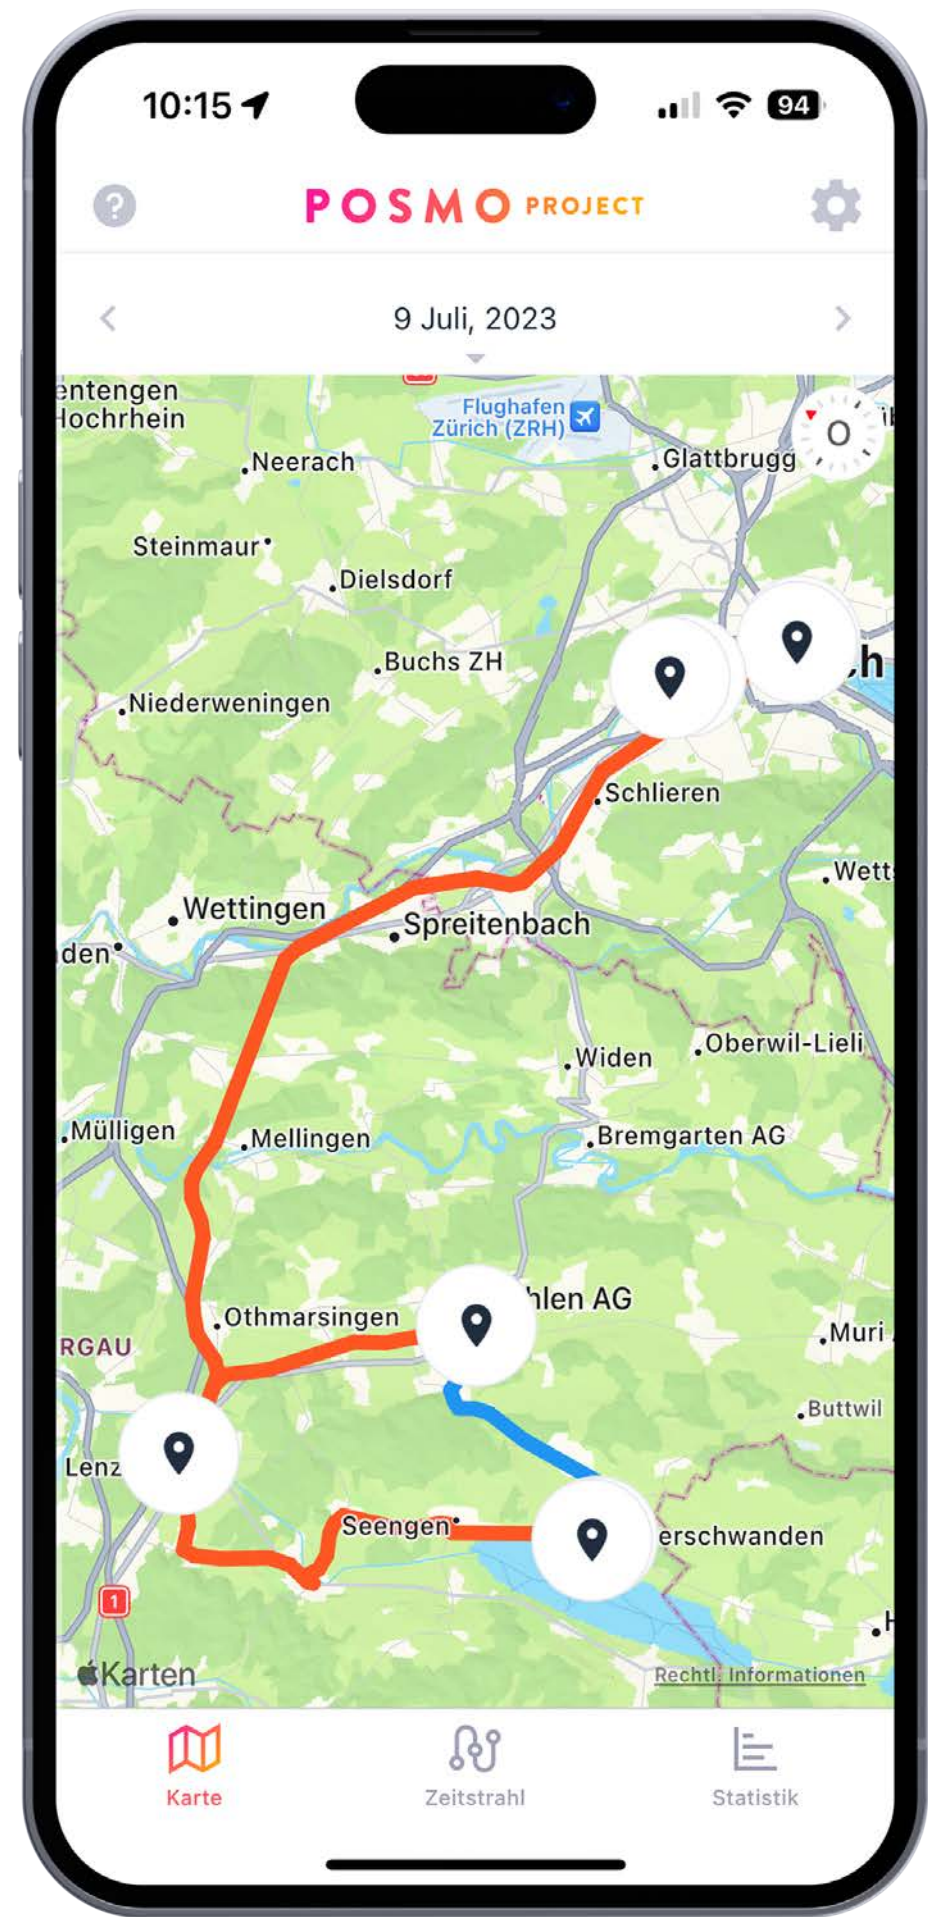 10:15
94
POSMO PROJECT
9 Juli, 2023
entengen
Hochrhein
Flughafen
Zürich (ZRH)
O
Neerach
Glattbrugg
Steinmaur
Dielsdorf
Buchs ZH
ch
Niederweningen
Schlieren
Wetts
Wettingen
Spreitenbach
den
Widen
Oberwil-Lieli
Mülligen
Mellingen
Bremgarten AG
hlen AG
Othmarsingen
Muri
RGAU
Buttwil
Lenz
Seengen
erschwanden
1
H
Karten
Rechtl. Informationen
Karte
Zeitstrahl
Statistik